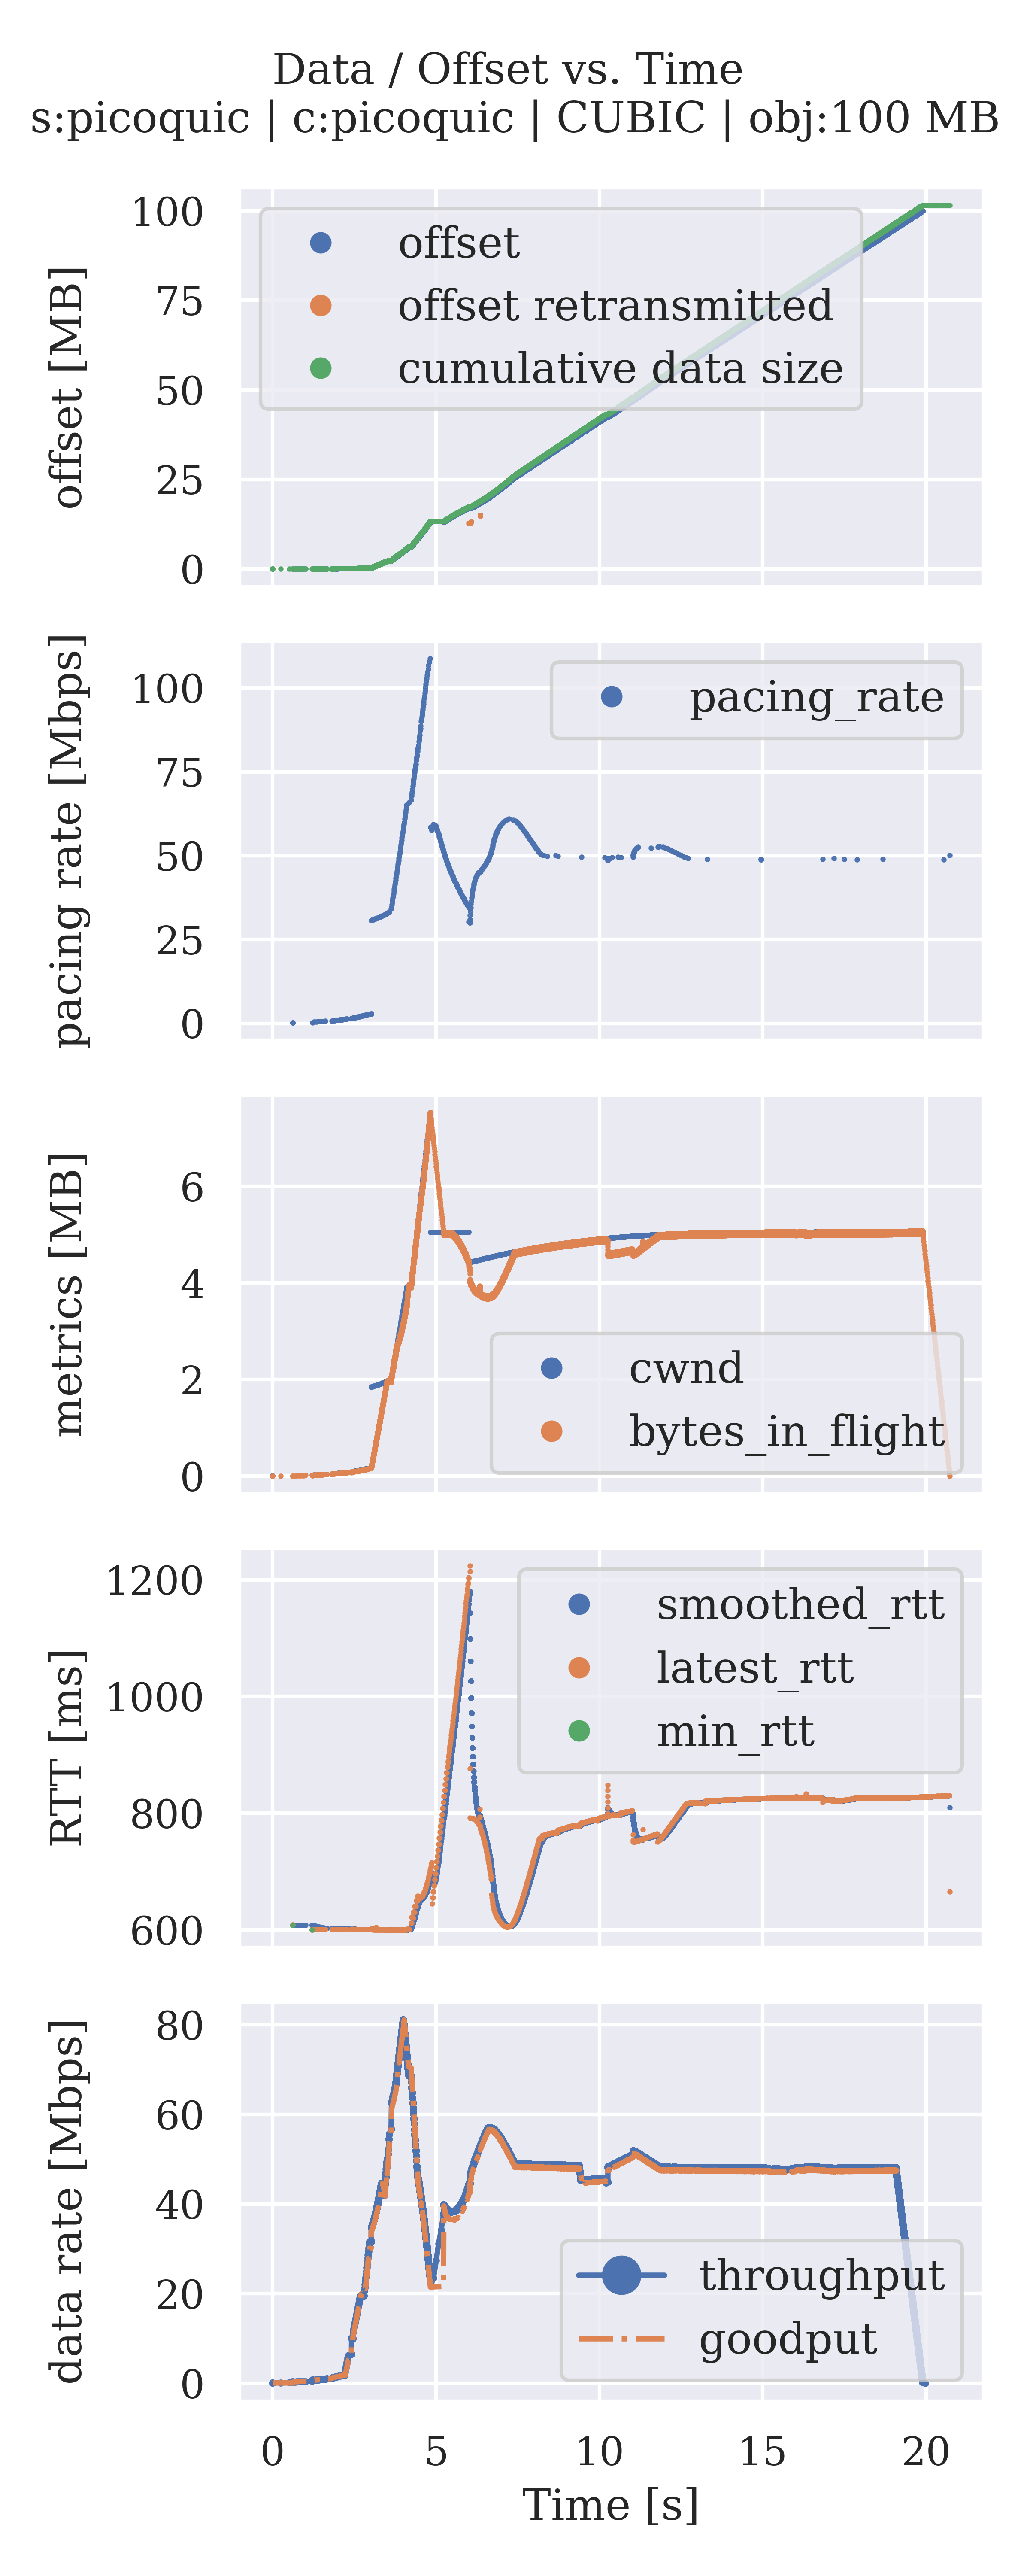 Data / Offset vs. Time
s:picoquic | c:picoquic | CUBIC | obj:100 MB
offset [MB]
100
75
50
25
0
offset
offset retransmitted
cumulative data size
pacing rate [Mbps]
100
75
50
25
0
pacing_rate
metrics [MB]
6
4
2
0
cwnd
bytes_in_flight
RTT [ms]
1200
1000
800
600
smoothed_rtt
latest_rtt
min_rtt
data rate [Mbps]
80
60
40
20
0
throughput
goodput
0 5 10 15 20
Time [s]